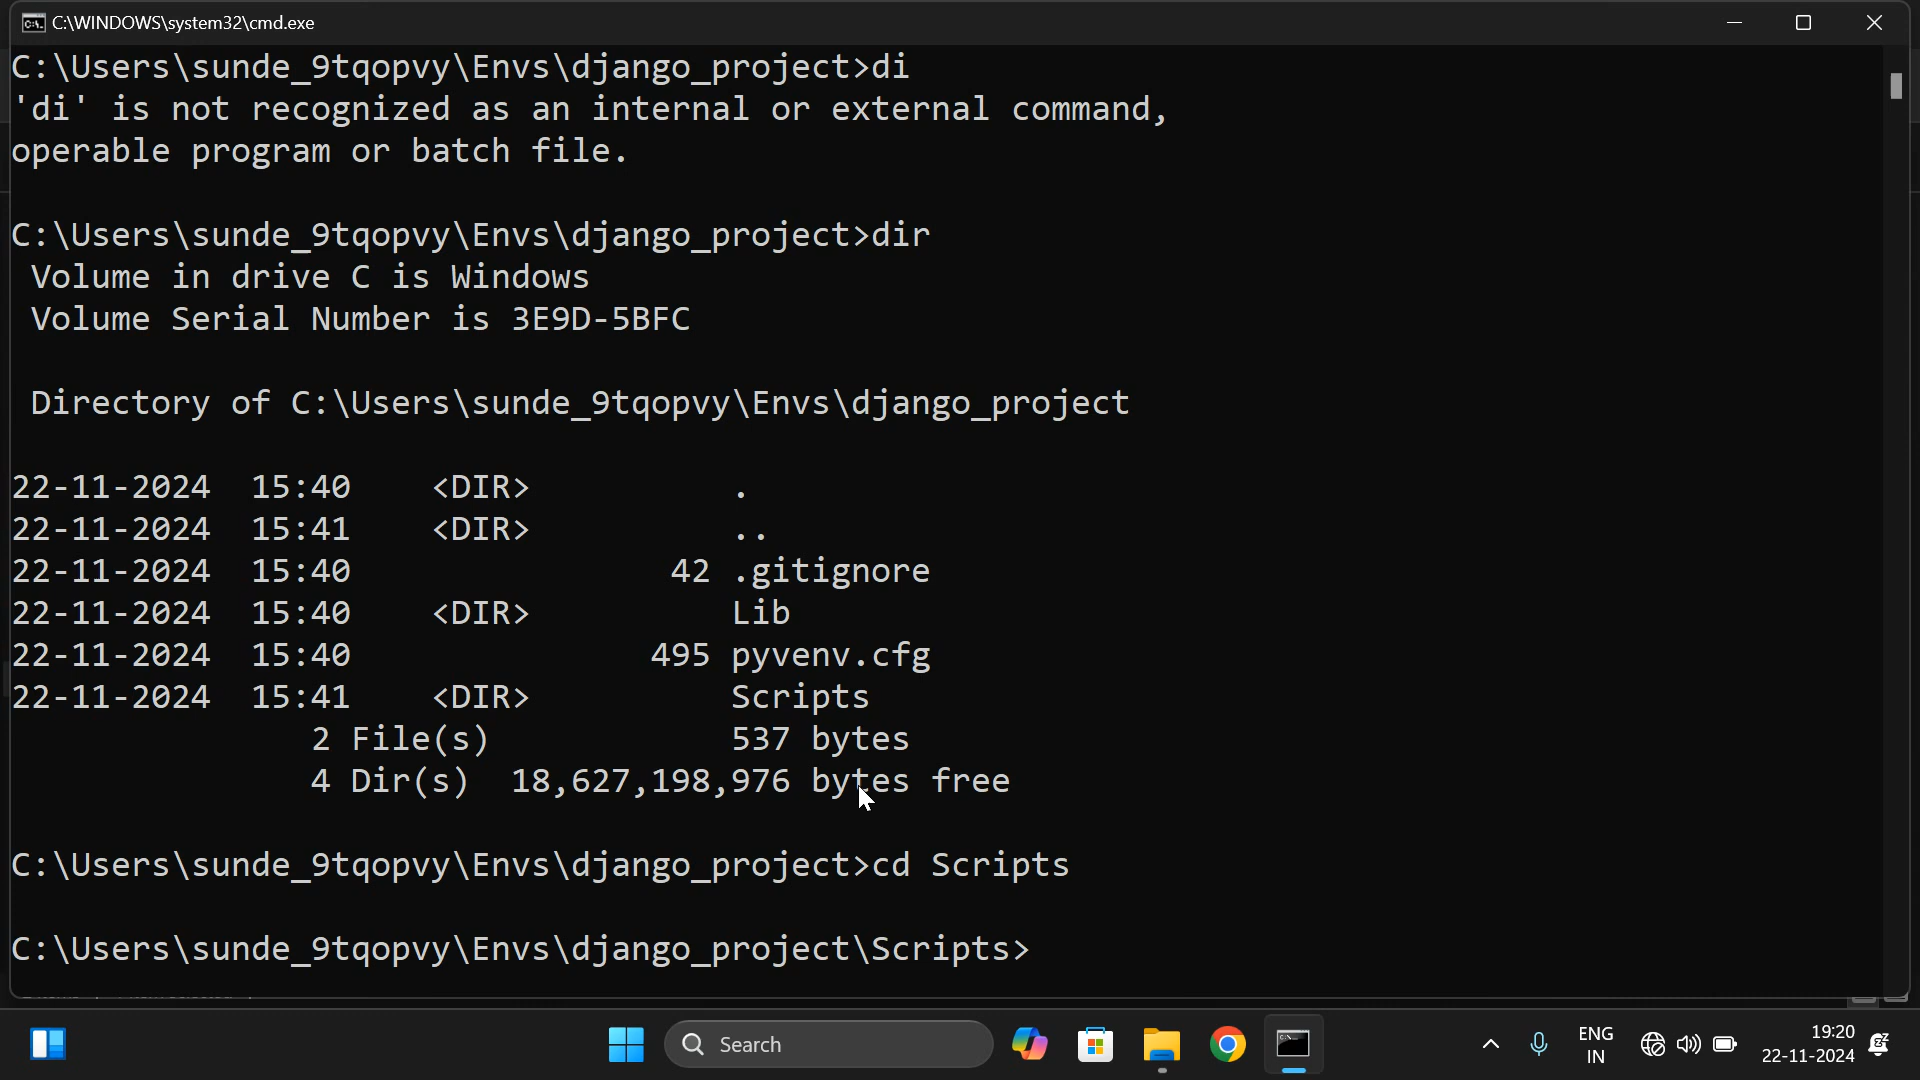 C:\WINDOWS\system32\cmd.exe
C:\Users\sunde_9tqopvy\Envs\django_project>di
'di' is not recognized as an internal or external command,
operable program or batch file.
C:\Users\sunde_9tqopvy\Envs\django_project>dir
Volume in drive C is Windows
Volume Serial Number is 3E9D-5BFC
Directory of C:\Users\sunde_9tqopvy\Envs\django_project
22-11-2024  15:40    <DIR>          .
22-11-2024  15:41    <DIR>          ..
22-11-2024  15:40                42 .gitignore
22-11-2024  15:40    <DIR>          Lib
22-11-2024  15:40               495 pyvenv.cfg
22-11-2024  15:41    <DIR>          Scripts
2 File(s)            537 bytes
4 Dir(s)  18,627,198,976 bytes free
C:\Users\sunde_9tqopvy\Envs\django_project>cd Scripts
C:\Users\sunde_9tqopvy\Envs\django_project\Scripts>
Search
ENG
IN
19:20
22-11-2024